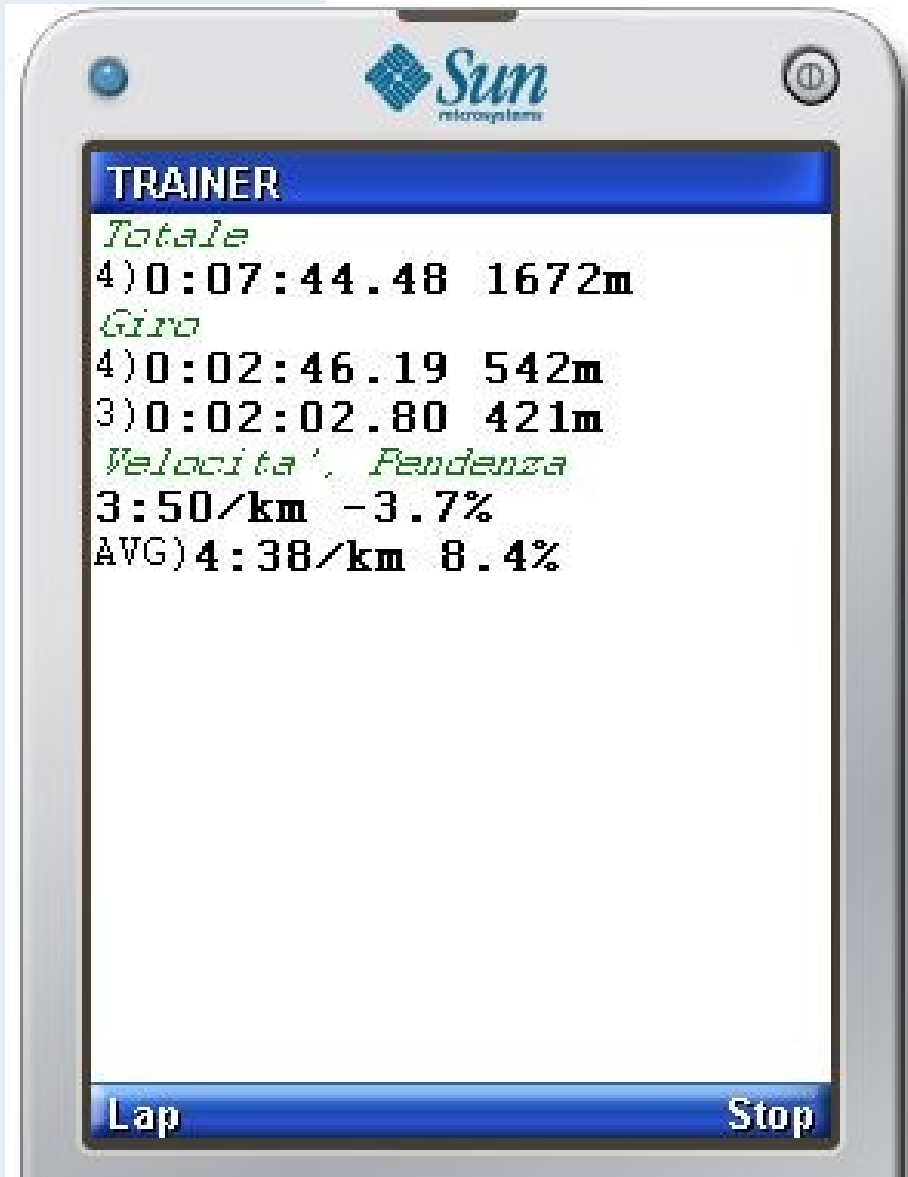 Sun
microsystems
TRAINER
Totale
4)0:07:44.48 1672m
Giro
4)0:02:46.19 542m
3)0:02:02.80 421m
Velocita', Pendenza
3:50/km -3.7%
AVG)4:38/km 8.4%
Lap Stop